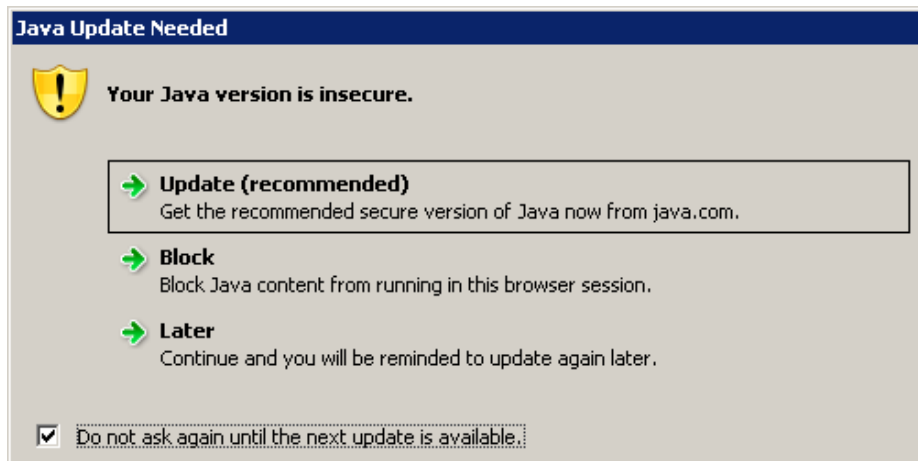 Java Update Needed
Your Java version is insecure.
Update (recommended)
Get the recommended secure version of Java now from java.com.
Block
Block Java content from running in this browser session.
Later
Continue and you will be reminded to update again later.
Do not ask again until the next update is available.